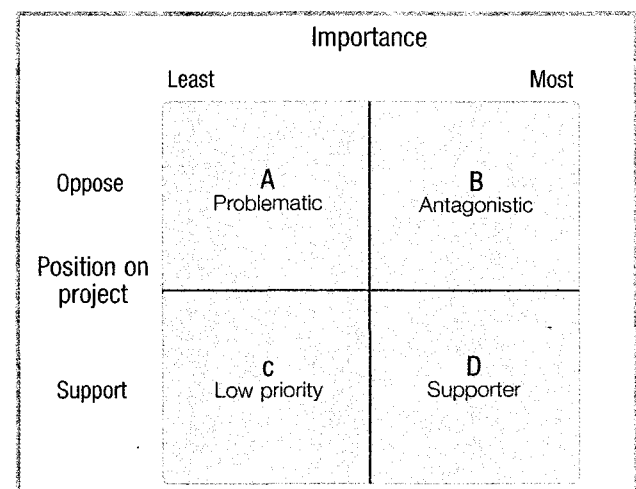 Importance
Least Most
Oppose
A B
Problematic Antagonistic
Position on
project
Support
C D
Low priority Supporter